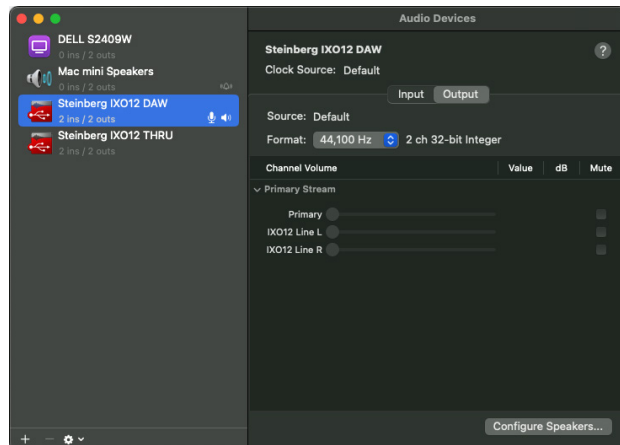 Audio Devices
DELL S2409W
0 ins / 2 outs
Mac mini Speakers
0 ins / 2 outs
Steinberg IXO12 DAW
2 ins / 2 outs
Steinberg IXO12 THRU
2 ins / 2 outs
Steinberg IXO12 DAW
?
Clock Source: Default
Input Output
Source: Default
Format: 44,100 Hz 2 ch 32-bit Integer
Channel Volume Value dB Mute
Primary Stream
Primary
IXO12 Line L
IXO12 Line R
Configure Speakers...